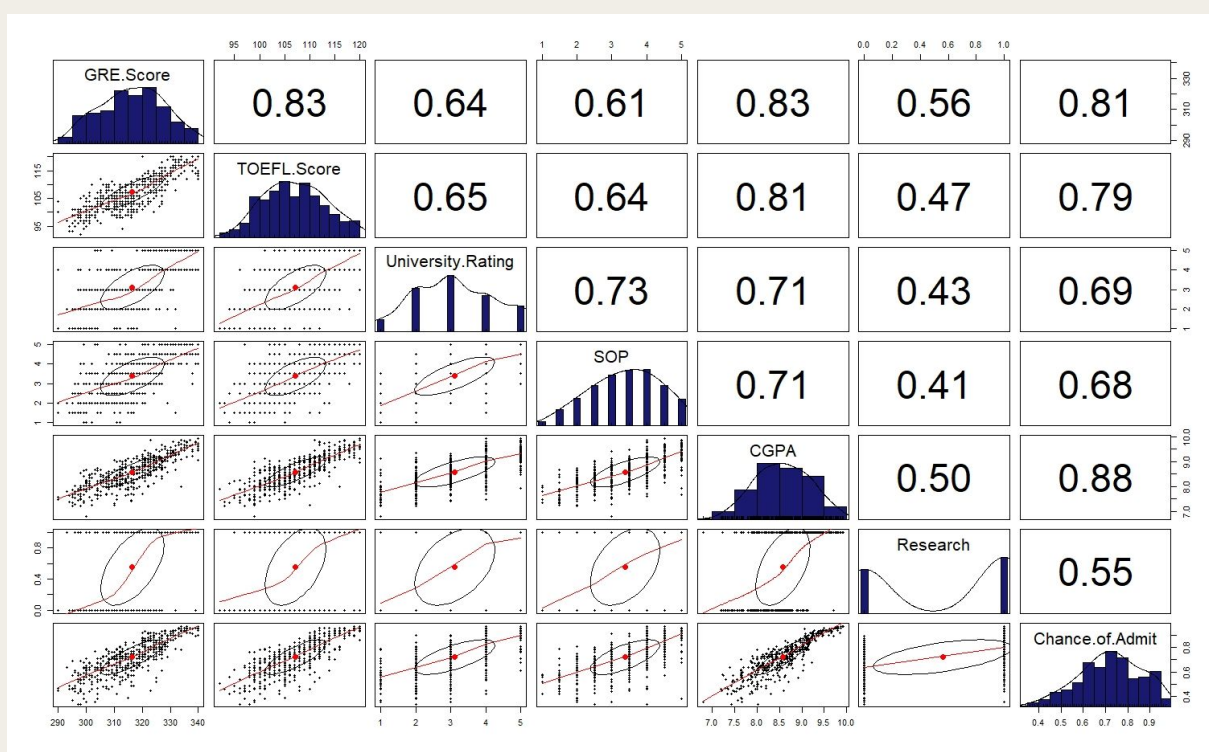 95 100 105 110 115 120
1 2 3 4 5
0.0 0.2 0.4 0.6 0.8 1.0
GRE.Score
0.83
0.64
0.61
0.83
0.56
0.81
290 310 330
TOEFL.Score
0.65
0.64
0.81
0.47
0.79
95 105 115
University.Rating
0.73
0.71
0.43
0.69
1 2 3 4 5
SOP
0.71
0.41
0.68
1 2 3 4 5
CGPA
0.50
0.88
7.0 8.0 9.0 10.0
Research
0.55
0.0 0.4 0.8
Chance.of.Admit
0.4 0.6 0.8
290 300 310 320 330 340
1 2 3 4 5
7.0 7.5 8.0 8.5 9.0 9.5 10.0
0.4 0.5 0.6 0.7 0.8 0.9